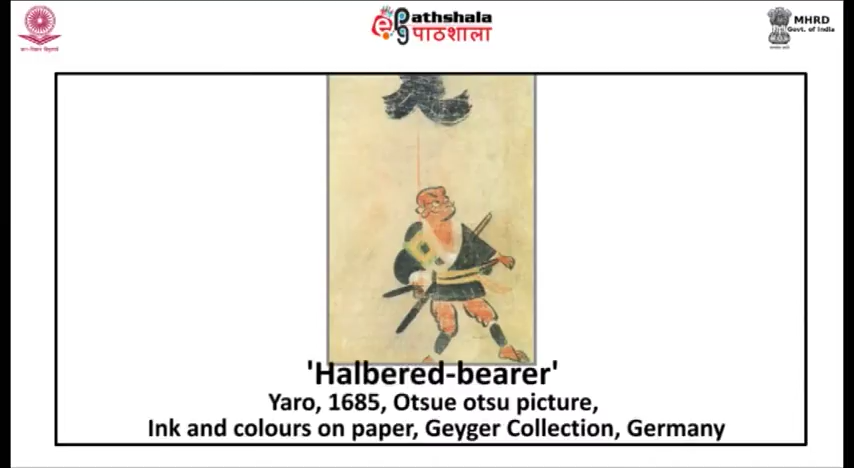 Pathshala
पाठशाला
MHRD
Govt. of India
'Halbered-bearer'
Yaro, 1685, Otsue otsu picture,
Ink and colours on paper, Geyger Collection, Germany